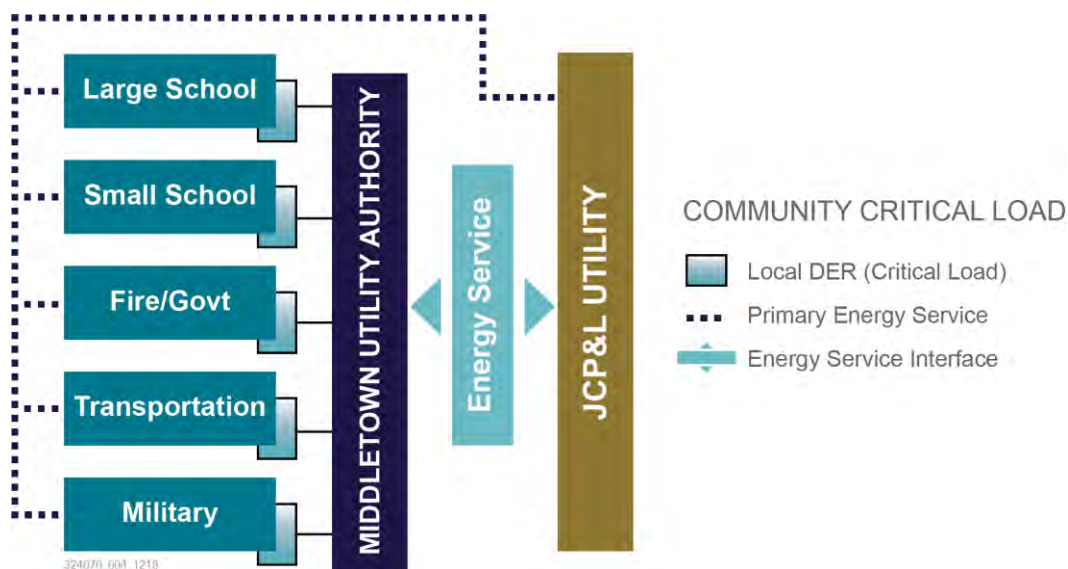 Large School
Small School
Fire/Govt
Transportation
Military
MIDDLETOWN UTILITY AUTHORITY
Energy Service
JCP&L UTILITY
COMMUNITY CRITICAL LOAD
Local DER (Critical Load)
Primary Energy Service
Energy Service Interface
324070_004_1218